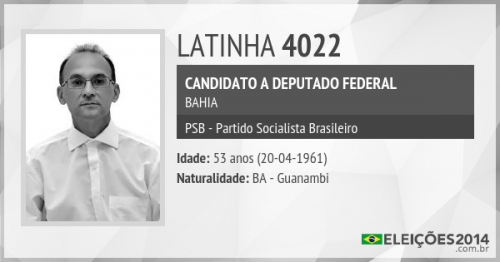 LATINHA 4022
CANDIDATO A DEPUTADO FEDERAL
BAHIA
PSB - Partido Socialista Brasileiro
Idade: 53 anos (20-04-1961)
Naturalidade: BA - Guanambi
ELEIÇÕES2014
.com.br